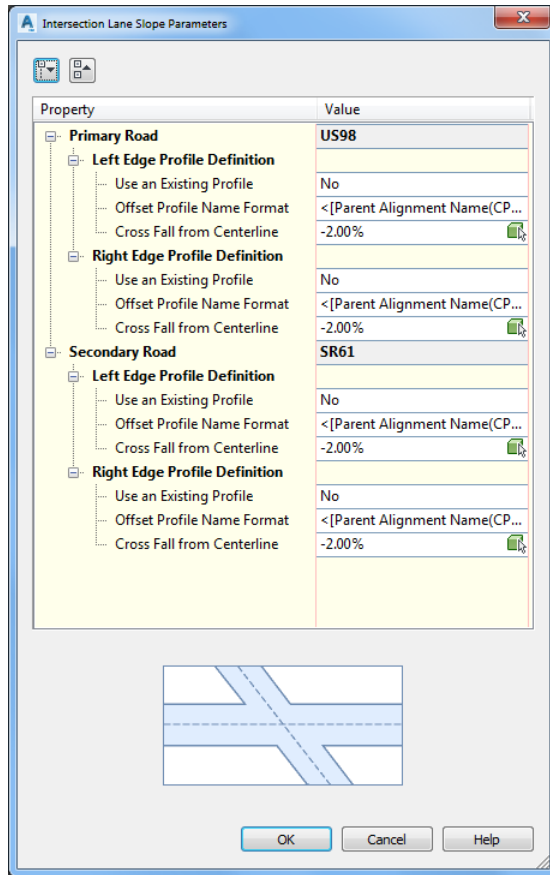 Intersection Lane Slope Parameters
Property Value
Primary Road US98
Left Edge Profile Definition
Use an Existing Profile No
Offset Profile Name Format <[Parent Alignment Name(CP...
Cross Fall from Centerline -2.00%
Right Edge Profile Definition
Use an Existing Profile No
Offset Profile Name Format <[Parent Alignment Name(CP...
Cross Fall from Centerline -2.00%
Secondary Road SR61
Left Edge Profile Definition
Use an Existing Profile No
Offset Profile Name Format <[Parent Alignment Name(CP...
Cross Fall from Centerline -2.00%
Right Edge Profile Definition
Use an Existing Profile No
Offset Profile Name Format <[Parent Alignment Name(CP...
Cross Fall from Centerline -2.00%
OK Cancel Help